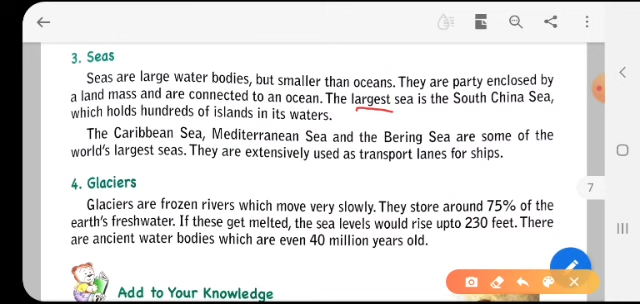 3. Seas
Seas are large water bodies, but smaller than oceans. They are party enclosed by
a land mass and are connected to an ocean. The largest sea is the South China Sea,
which holds hundreds of islands in its waters.
The Caribbean Sea, Mediterranean Sea and the Bering Sea are some of the
world's largest seas. They are extensively used as transport lanes for ships.
4. Glaciers
Glaciers are frozen rivers which move very slowly. They store around 75% of the
earth's freshwater. If these get melted, the sea levels would rise upto 230 feet. There
are ancient water bodies which are even 40 million years old.
7
Add to Your Knowledge